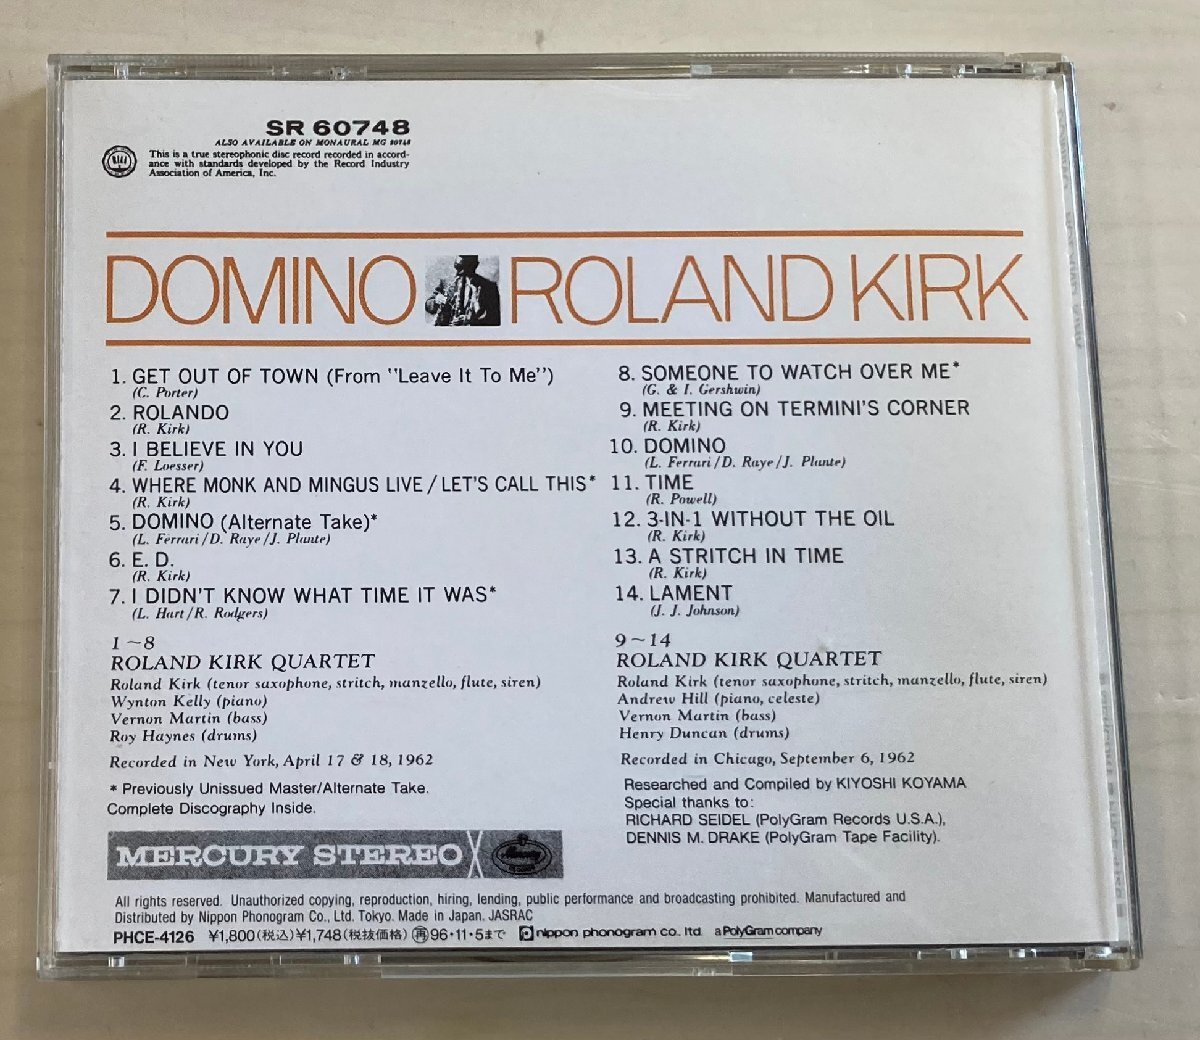 SR 60748
ALSO AVAILABLE ON MONAURAL MG 20748
This is a true stereophonic disc record recorded in accord-
ance with standards developed by the Record Industry
Association of America, Inc.
DOMINO ROLAND KIRK
1. GET OUT OF TOWN (From "Leave It To Me")
(C. Porter)
2. ROLANDO
(R. Kirk)
3. I BELIEVE IN YOU
(F. Loesser)
4. WHERE MONK AND MINGUS LIVE / LET'S CALL THIS*
(R. Kirk)
5. DOMINO (Alternate Take)*
(L. Ferrari/D. Raye/J. Plante)
6. E. D.
(R. Kirk)
7. I DIDN'T KNOW WHAT TIME IT WAS*
(L. Hart/R. Rodgers)
1~8
ROLAND KIRK QUARTET
Roland Kirk (tenor saxophone, stritch, manzello, flute, siren)
Wynton Kelly (piano)
Vernon Martin (bass)
Roy Haynes (drums)
Recorded in New York, April 17 & 18, 1962
* Previously Unissued Master/Alternate Take.
Complete Discography Inside.
8. SOMEONE TO WATCH OVER ME*
(G. & I. Gershwin)
9. MEETING ON TERMINI'S CORNER
(R. Kirk)
10. DOMINO
(L. Ferrari/D. Raye/J. Plante)
11. TIME
(R. Powell)
12. 3-IN-1 WITHOUT THE OIL
(R. Kirk)
13. A STRITCH IN TIME
(R. Kirk)
14. LAMENT
(J. J. Johnson)
9~14
ROLAND KIRK QUARTET
Roland Kirk (tenor saxophone, stritch, manzello, flute, siren)
Andrew Hill (piano, celeste)
Vernon Martin (bass)
Henry Duncan (drums)
Recorded in Chicago, September 6, 1962
Researched and Compiled by KIYOSHI KOYAMA
Special thanks to:
RICHARD SEIDEL (PolyGram Records U.S.A.),
DENNIS M. DRAKE (PolyGram Tape Facility).
MERCURY STEREO Mercury
All rights reserved. Unauthorized copying, reproduction, hiring, lending, public performance and broadcasting prohibited. Manufactured and
Distributed by Nippon Phonogram Co., Ltd. Tokyo. Made in Japan. JASRAC
PHCE-4126 ¥1,800(税込)¥1,748(税抜価格) ㊢96・11・5まで nippon phonogram co. ltd. a PolyGram company